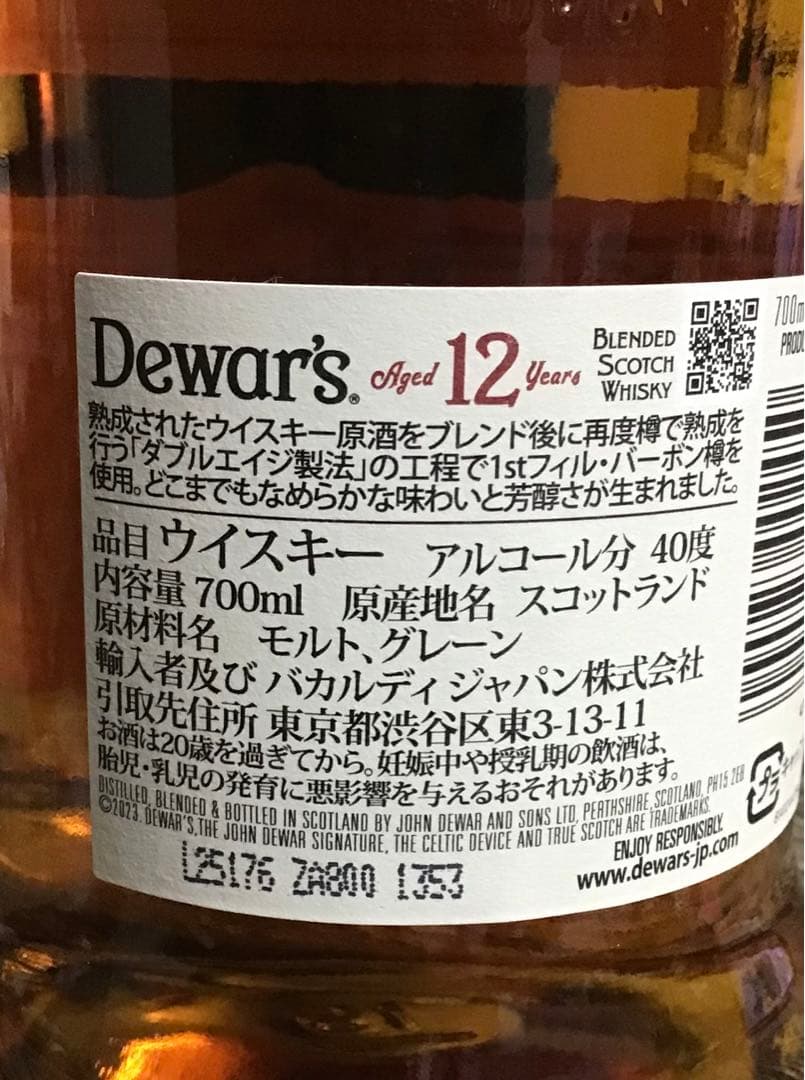 Dewar's® Aged 12 Years BLENDED SCOTCH WHISKY
熟成されたウイスキー原酒をブレンド後に再度樽で熟成を
行う「ダブルエイジ製法」の工程で1stフィル・バーボン樽を
使用。どこまでもなめらかな味わいと芳醇さが生まれました。
品目 ウイスキー アルコール分 40度
内容量 700ml 原産地名 スコットランド
原材料名 モルト、グレーン
輸入者及び バカルディ ジャパン株式会社
引取先住所 東京都渋谷区東3-13-11
お酒は20歳を過ぎてから。妊娠中や授乳期の飲酒は、
胎児・乳児の発育に悪影響を与えるおそれがあります。
DISTILLED, BLENDED & BOTTLED IN SCOTLAND BY JOHN DEWAR AND SONS LTD, PERTHSHIRE, SCOTLAND, PH15 2EB
©2023. DEWAR'S, THE JOHN DEWAR SIGNATURE, THE CELTIC DEVICE AND TRUE SCOTCH ARE TRADEMARKS.
ENJOY RESPONSIBLY.
www.dewars-jp.com
L25176 ZA800 1353
700m
プラ